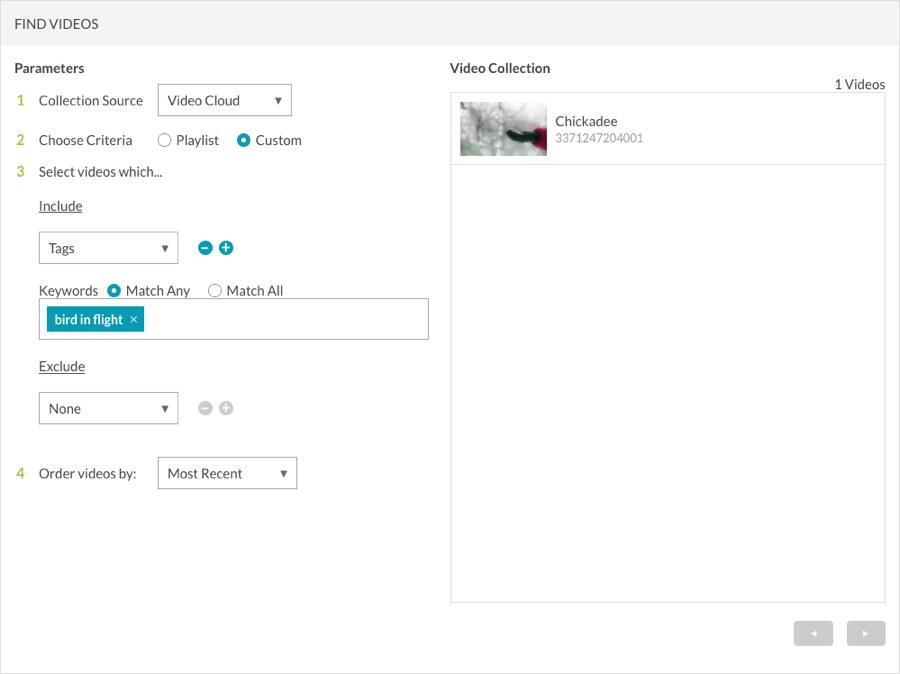 FIND VIDEOS
Parameters
1 Collection Source Video Cloud
2 Choose Criteria Playlist Custom
3 Select videos which...
Include
Tags
Keywords Match Any Match All
bird in flight ×
Exclude
None
4 Order videos by: Most Recent
Video Collection
1 Videos
Chickadee
3371247204001